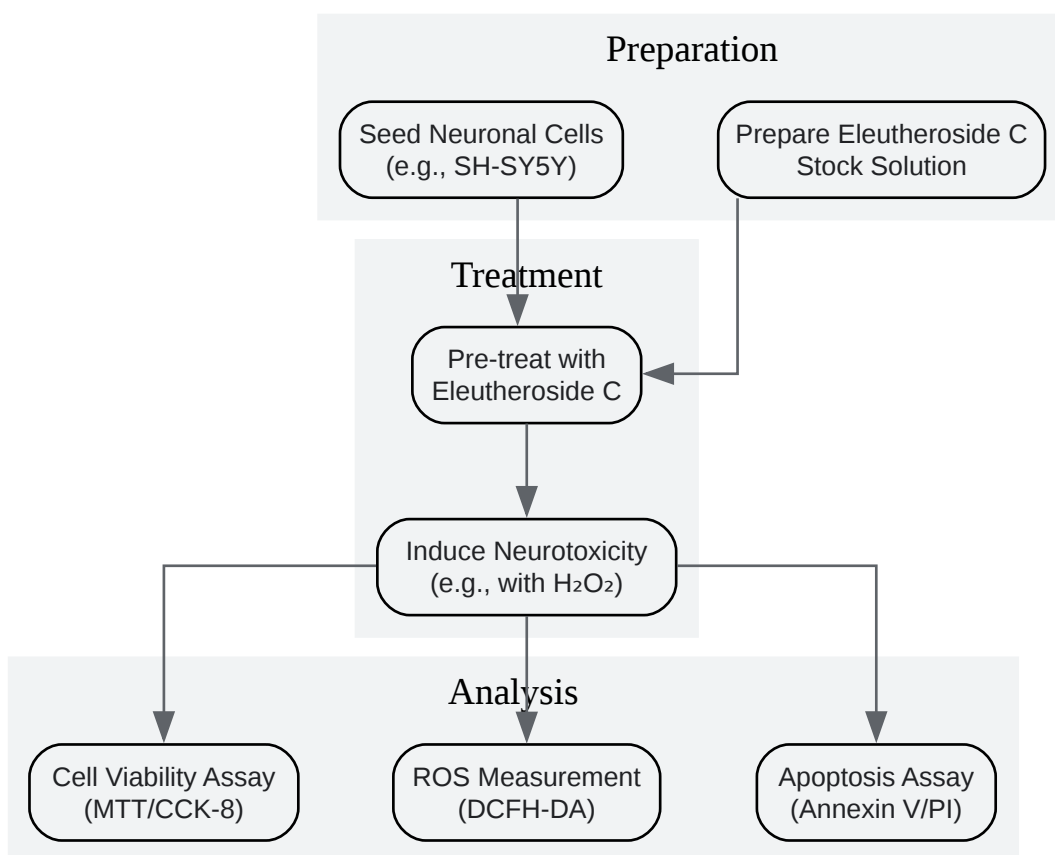 Preparation
Seed Neuronal Cells
(e.g., SH-SY5Y)
Prepare Eleutheroside C
Stock Solution
Treatment
Pre-treat with
Eleutheroside C
Induce Neurotoxicity
(e.g., with H₂O₂)
Analysis
Cell Viability Assay
(MTT/CCK-8)
ROS Measurement
(DCFH-DA)
Apoptosis Assay
(Annexin V/PI)